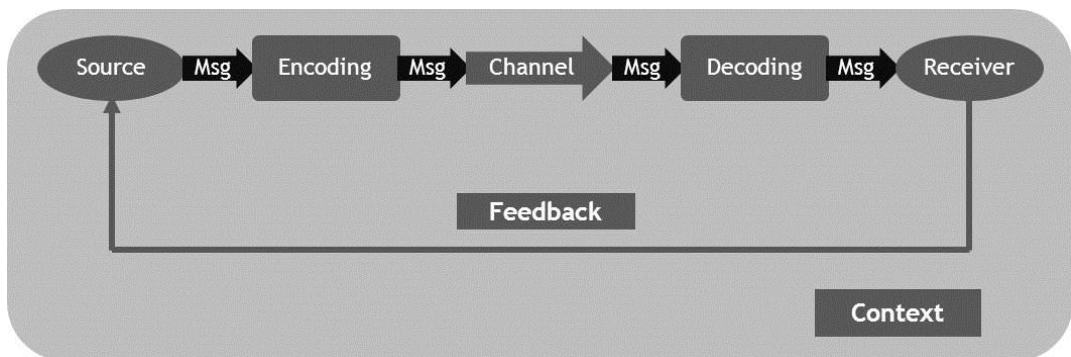 Source Msg Encoding Msg Channel Msg Decoding Msg Receiver
Feedback
Context